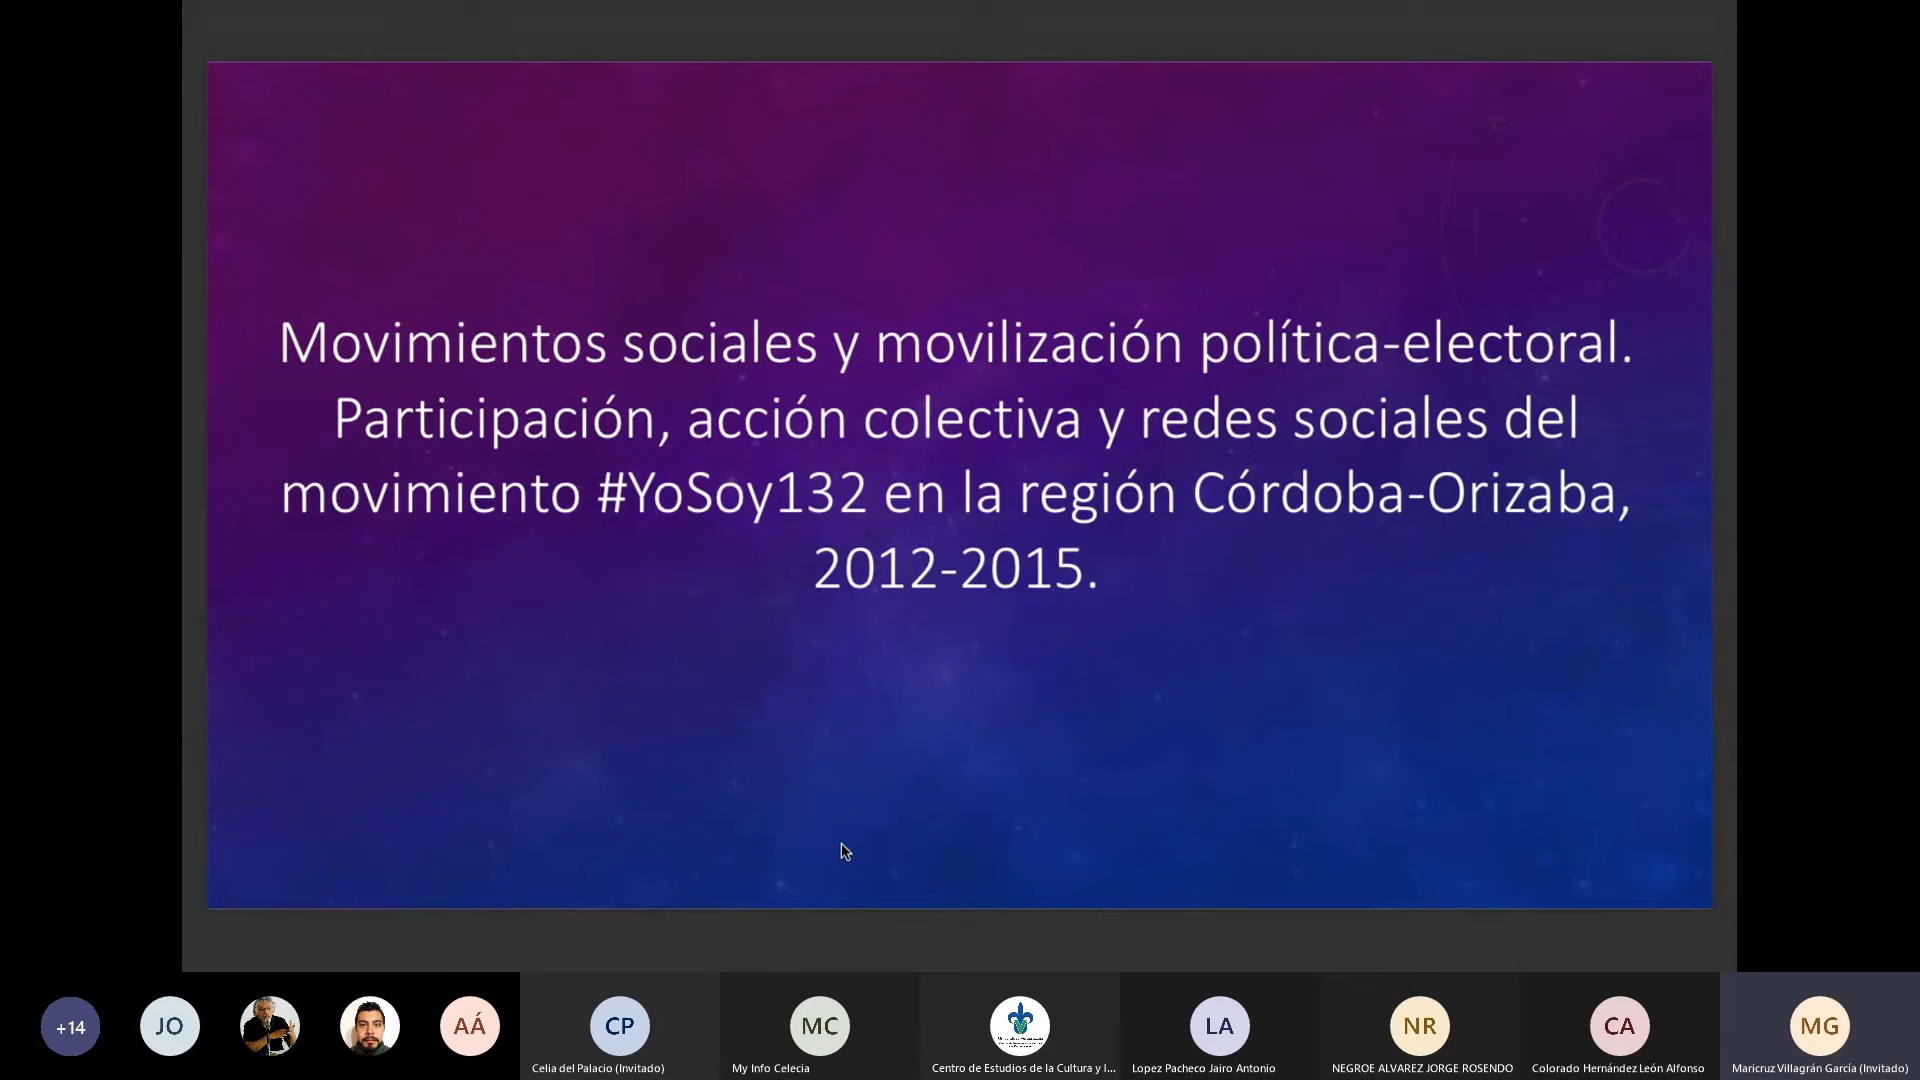 Movimientos sociales y movilización política-electoral.
Participación, acción colectiva y redes sociales del
movimiento #YoSoy132 en la región Córdoba-Orizaba,
2012-2015.
+14
JO
AÁ
CP
MC
LA
NR
CA
MG
Celia del Palacio (Invitado)
My Info Celecia
Centro de Estudios de la Cultura y l...
Lopez Pacheco Jairo Antonio
NEGROE ALVAREZ JORGE ROSENDO
Colorado Hernández León Alfonso
Maricruz Villagrán García (Invitado)